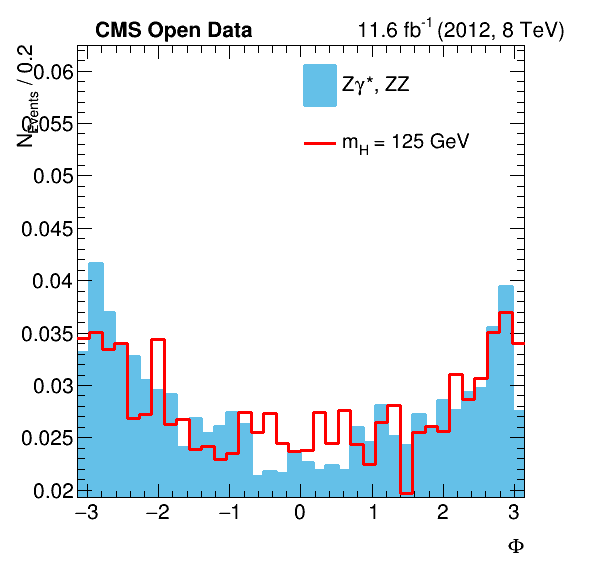 CMS Open Data
11.6 fb⁻¹ (2012, 8 TeV)
N_Events / 0.2
0.06
0.055
0.05
0.045
0.04
0.035
0.03
0.025
0.02
Zγ*, ZZ
m_H = 125 GeV
−3 −2 −1 0 1 2 3
Φ